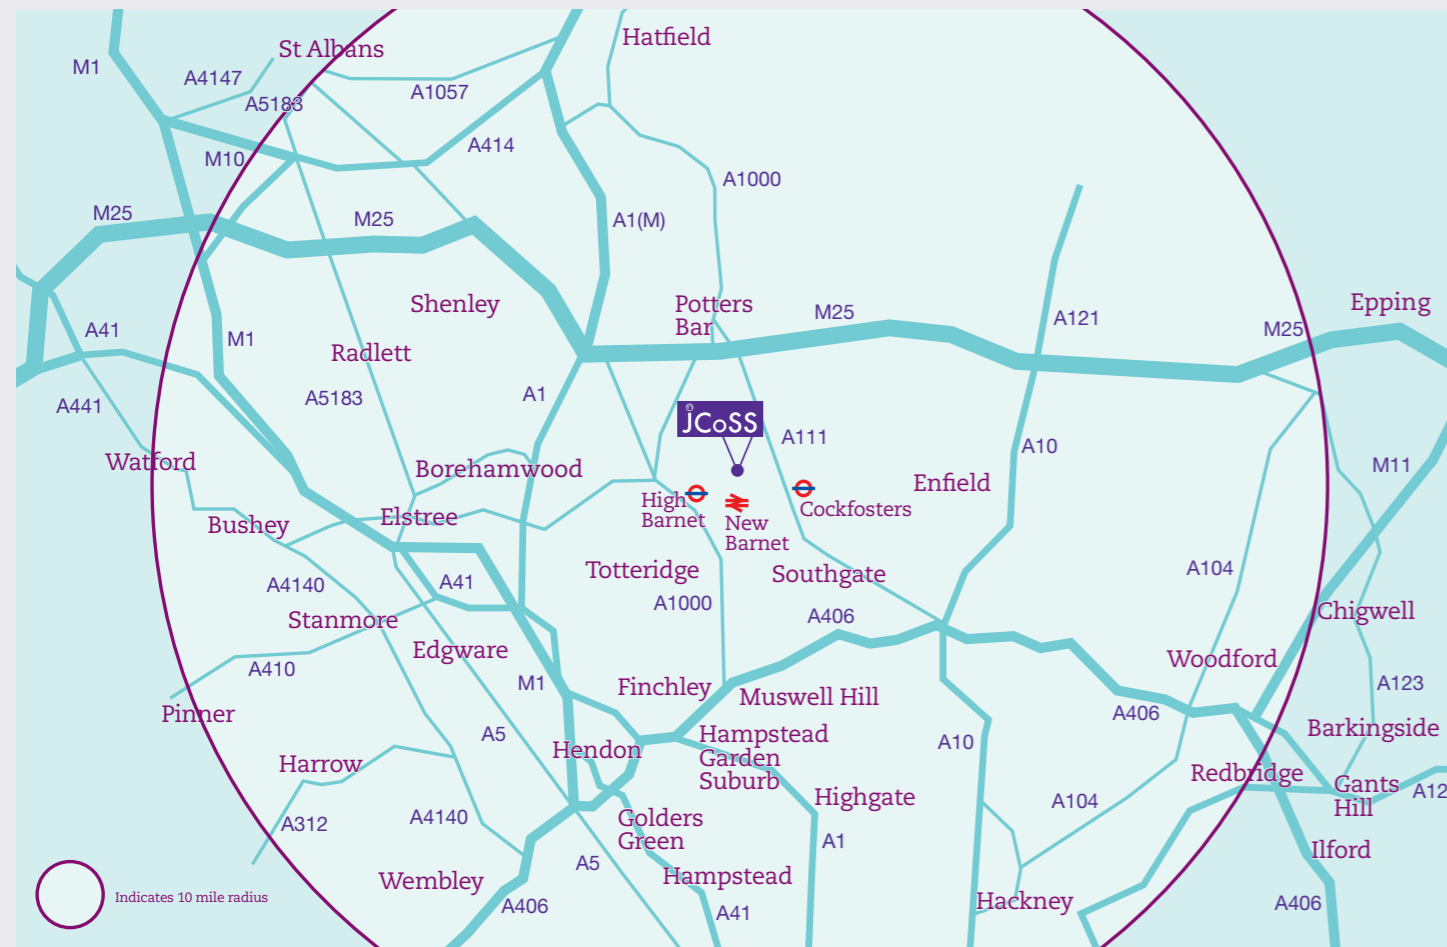 Hatfield
St Albans
M1
A4147
A1057
A5183
A414
M10
A1000
M25
M25
A1(M)
Shenley
Potters
Bar
M25
A121
M25
Epping
A41
M1
Radlett
A5183
A1
A441
JCoSS
A111
A10
Watford
Borehamwood
M11
Enfield
High
Barnet
New
Barnet
Cockfosters
Bushey
Elstree
A4140
A41
Totteridge
Southgate
A104
A1000
A406
Chigwell
Stanmore
Edgware
A410
M1
Finchley
Muswell Hill
Woodford
A123
Pinner
A406
Barkingside
A5
Hendon
Hampstead
Garden
Suburb
A10
Harrow
Redbridge
Gants
Hill
A12
Highgate
A104
A312
A4140
Golders
Green
A1
Ilford
A5
Wembley
Hampstead
A406
A41
Hackney
A406
Indicates 10 mile radius